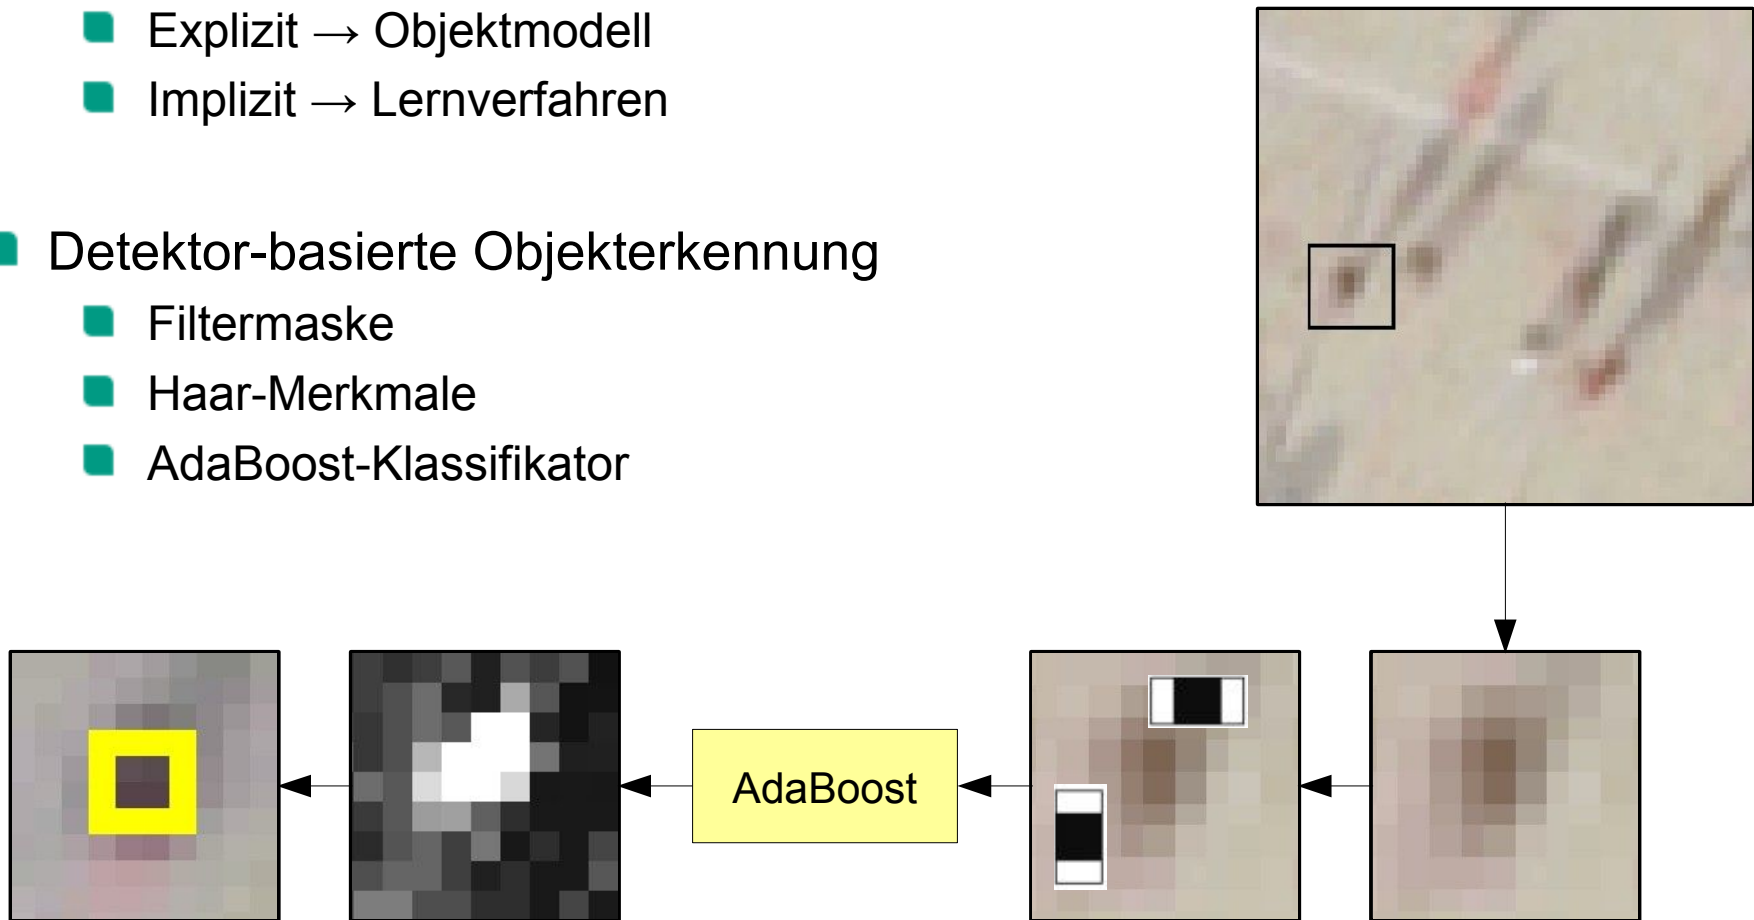 Explizit → Objektmodell
Implizit → Lernverfahren
Detektor-basierte Objekterkennung
Filtermaske
Haar-Merkmale
AdaBoost-Klassifikator
AdaBoost